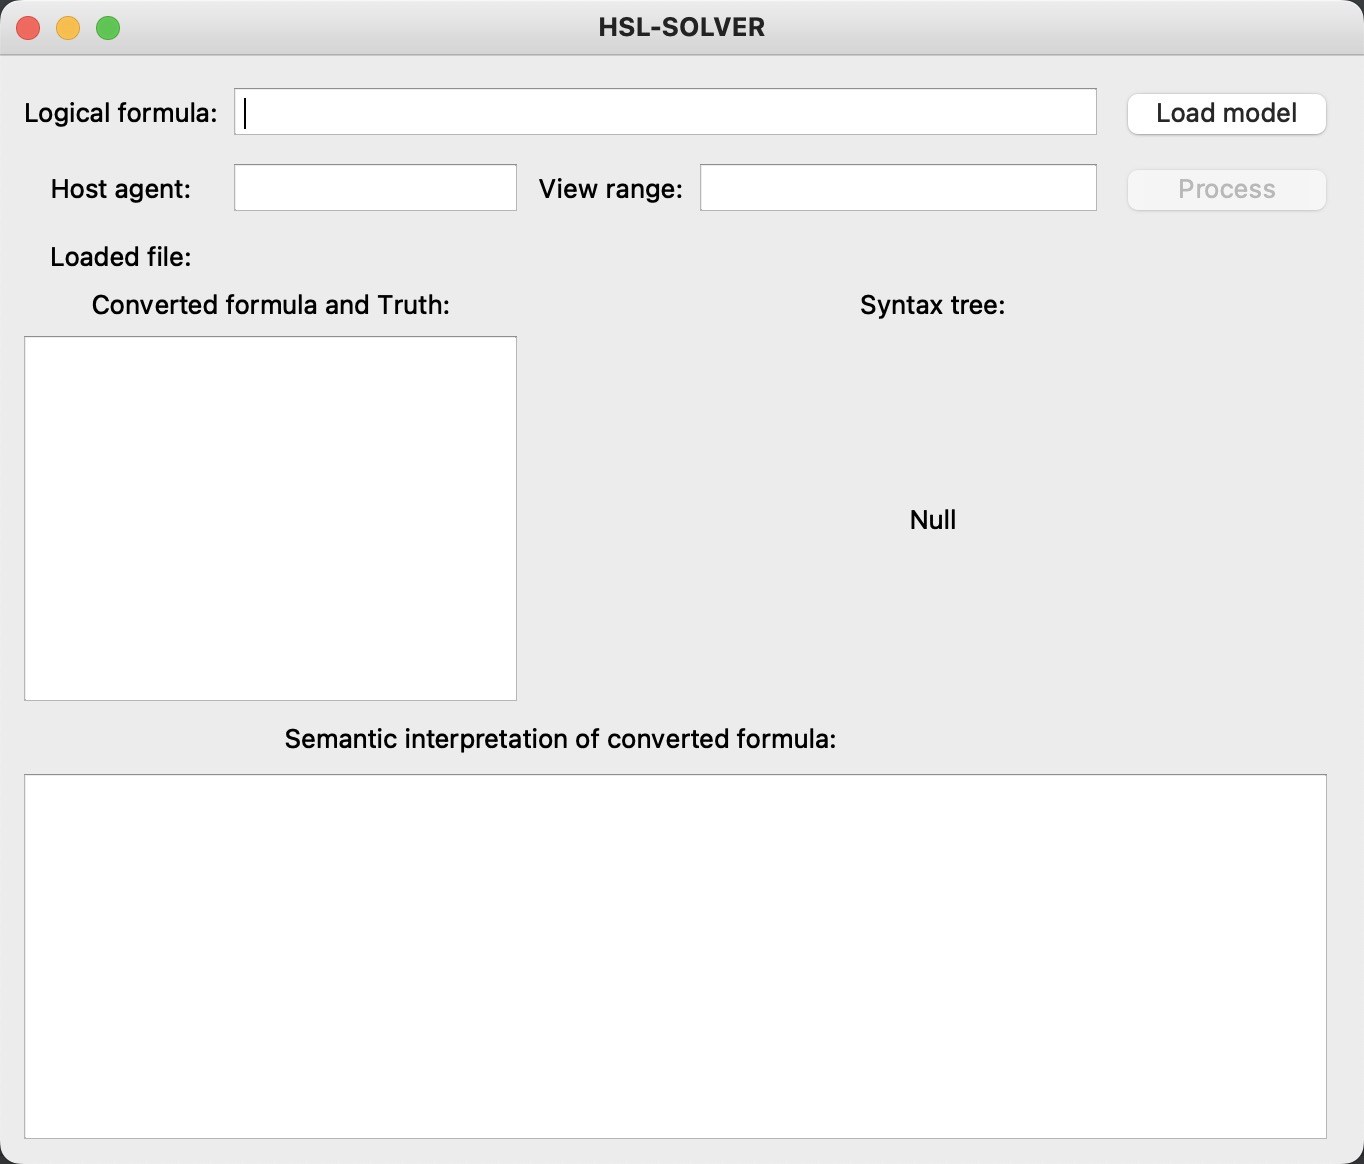 HSL-SOLVER
Logical formula:
Load model
Host agent:
View range:
Process
Loaded file:
Converted formula and Truth:
Syntax tree:
Null
Semantic interpretation of converted formula: